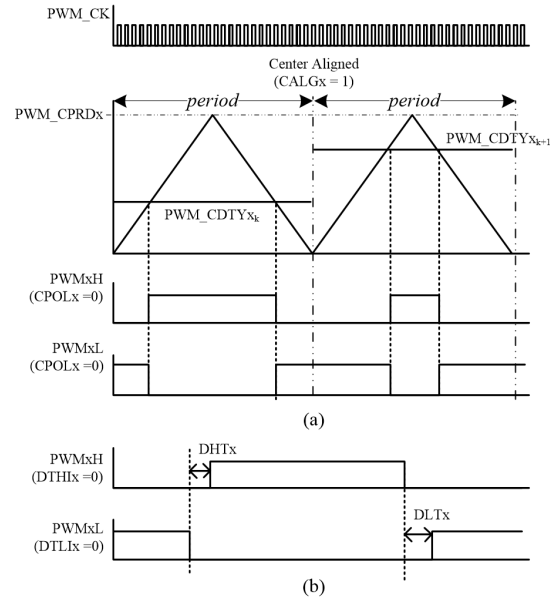 PWM_CK
Center Aligned
(CALGx = 1)
period
period
PWM_CPRDx
PWM_CDTYxk+1
PWM_CDTYxk
PWMxH
(CPOLx =0)
PWMxL
(CPOLx =0)
(a)
DHTx
PWMxH
(DTHIx =0)
DLTx
PWMxL
(DTLIx =0)
(b)